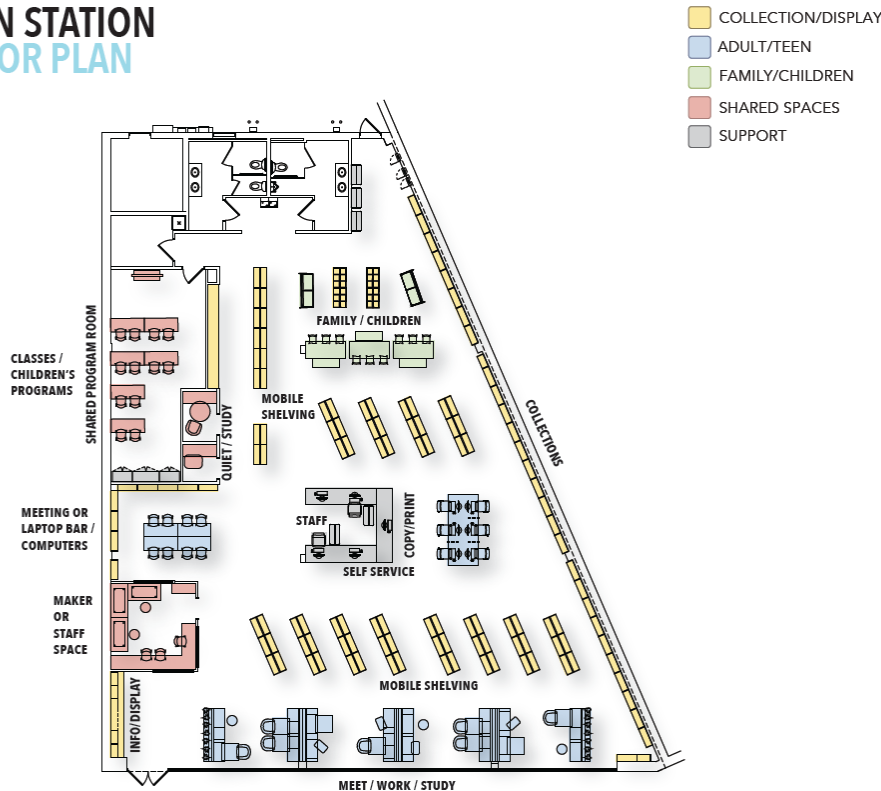 N STATION
OR PLAN
COLLECTION/DISPLAY
ADULT/TEEN
FAMILY/CHILDREN
SHARED SPACES
SUPPORT
FAMILY / CHILDREN
CLASSES /
CHILDREN'S
PROGRAMS
SHARED PROGRAM ROOM
MOBILE
SHELVING
QUIET / STUDY
COLLECTIONS
MEETING OR
LAPTOP BAR /
COMPUTERS
STAFF
COPY/PRINT
SELF SERVICE
MAKER
OR
STAFF
SPACE
MOBILE SHELVING
INFO/DISPLAY
MEET / WORK / STUDY